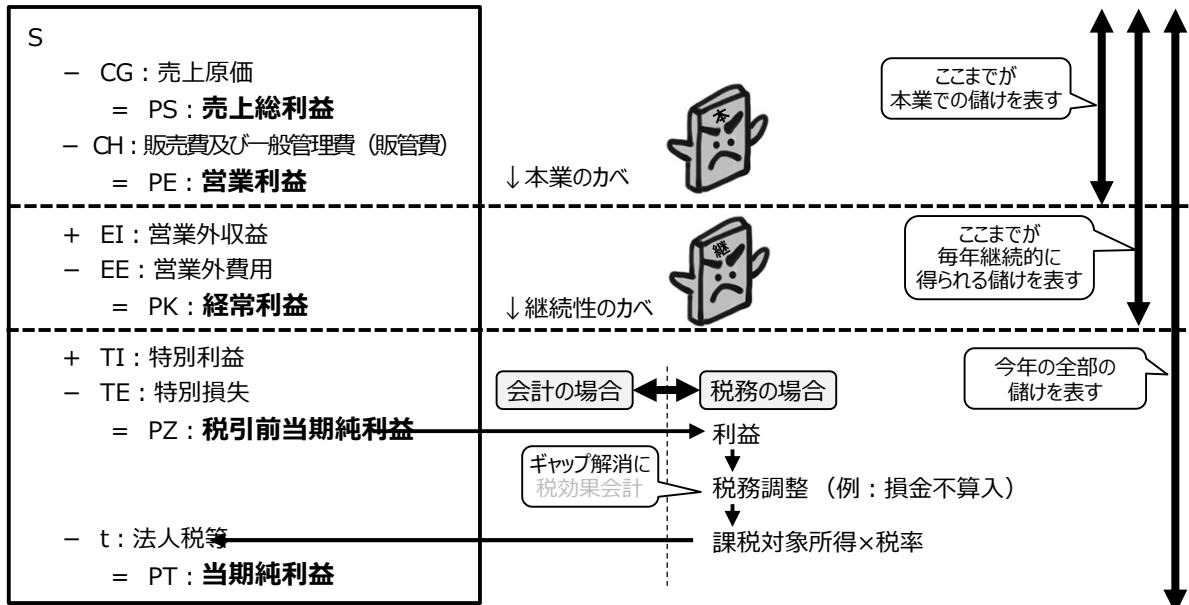 S
－ CG：売上原価
＝ PS：売上総利益
－ CH：販売費及び一般管理費（販管費）
＝ PE：営業利益
↓本業のカベ
本
ここまでが
本業での儲けを表す
＋ EI：営業外収益
－ EE：営業外費用
＝ PK：経常利益
↓継続性のカベ
継
ここまでが
毎年継続的に
得られる儲けを表す
＋ TI：特別利益
－ TE：特別損失
＝ PZ：税引前当期純利益
今年の全部の
儲けを表す
会計の場合
税務の場合
利益
ギャップ解消に
税効果会計
税務調整（例：損金不算入）
課税対象所得×税率
－ t：法人税等
＝ PT：当期純利益